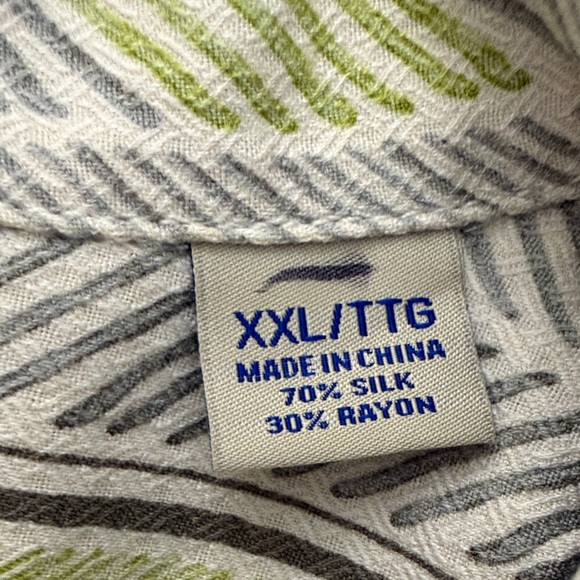 XXL/TTG
MADE IN CHINA
70% SILK
30% RAYON